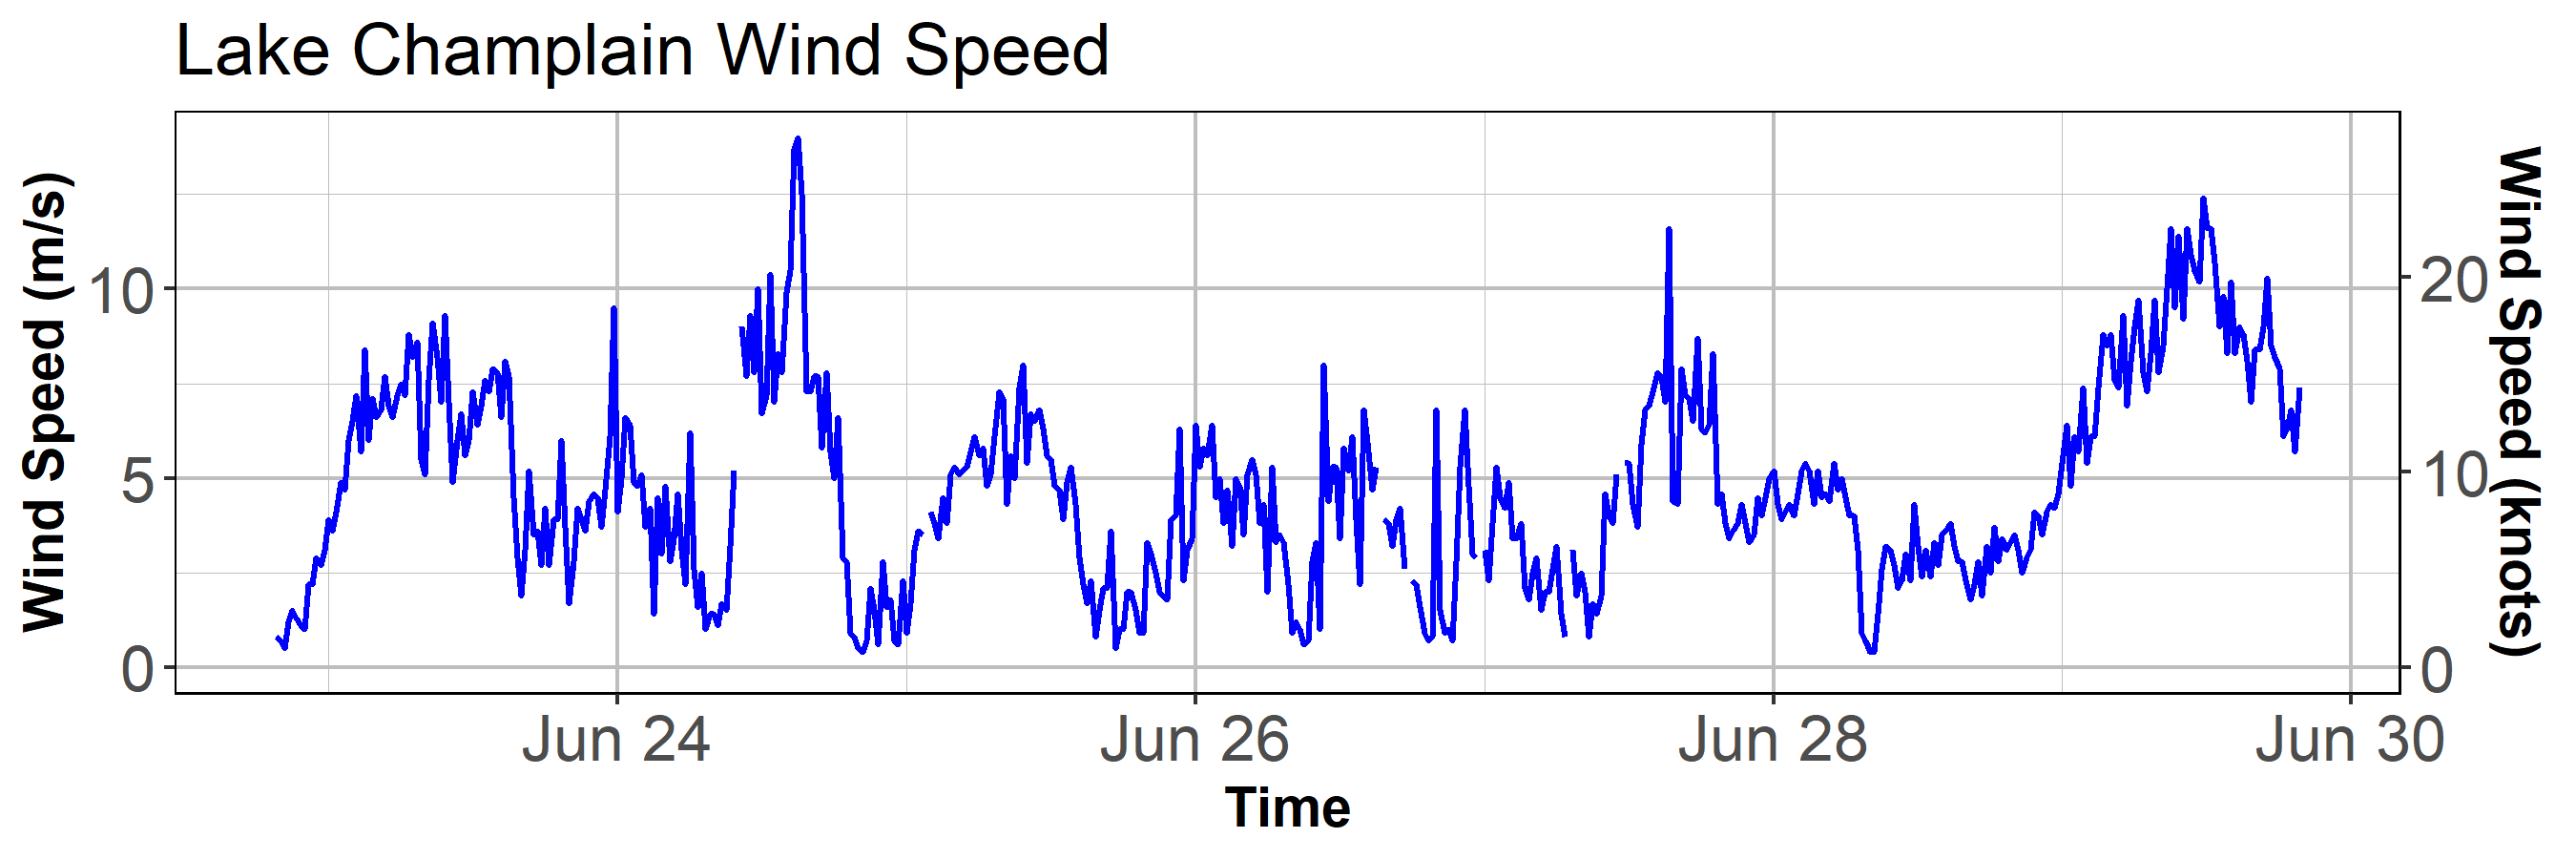 Lake Champlain Wind Speed
Wind Speed (m/s)
10
5
0
20
10
0
Wind Speed (knots)
Jun 24
Jun 26
Jun 28
Jun 30
Time